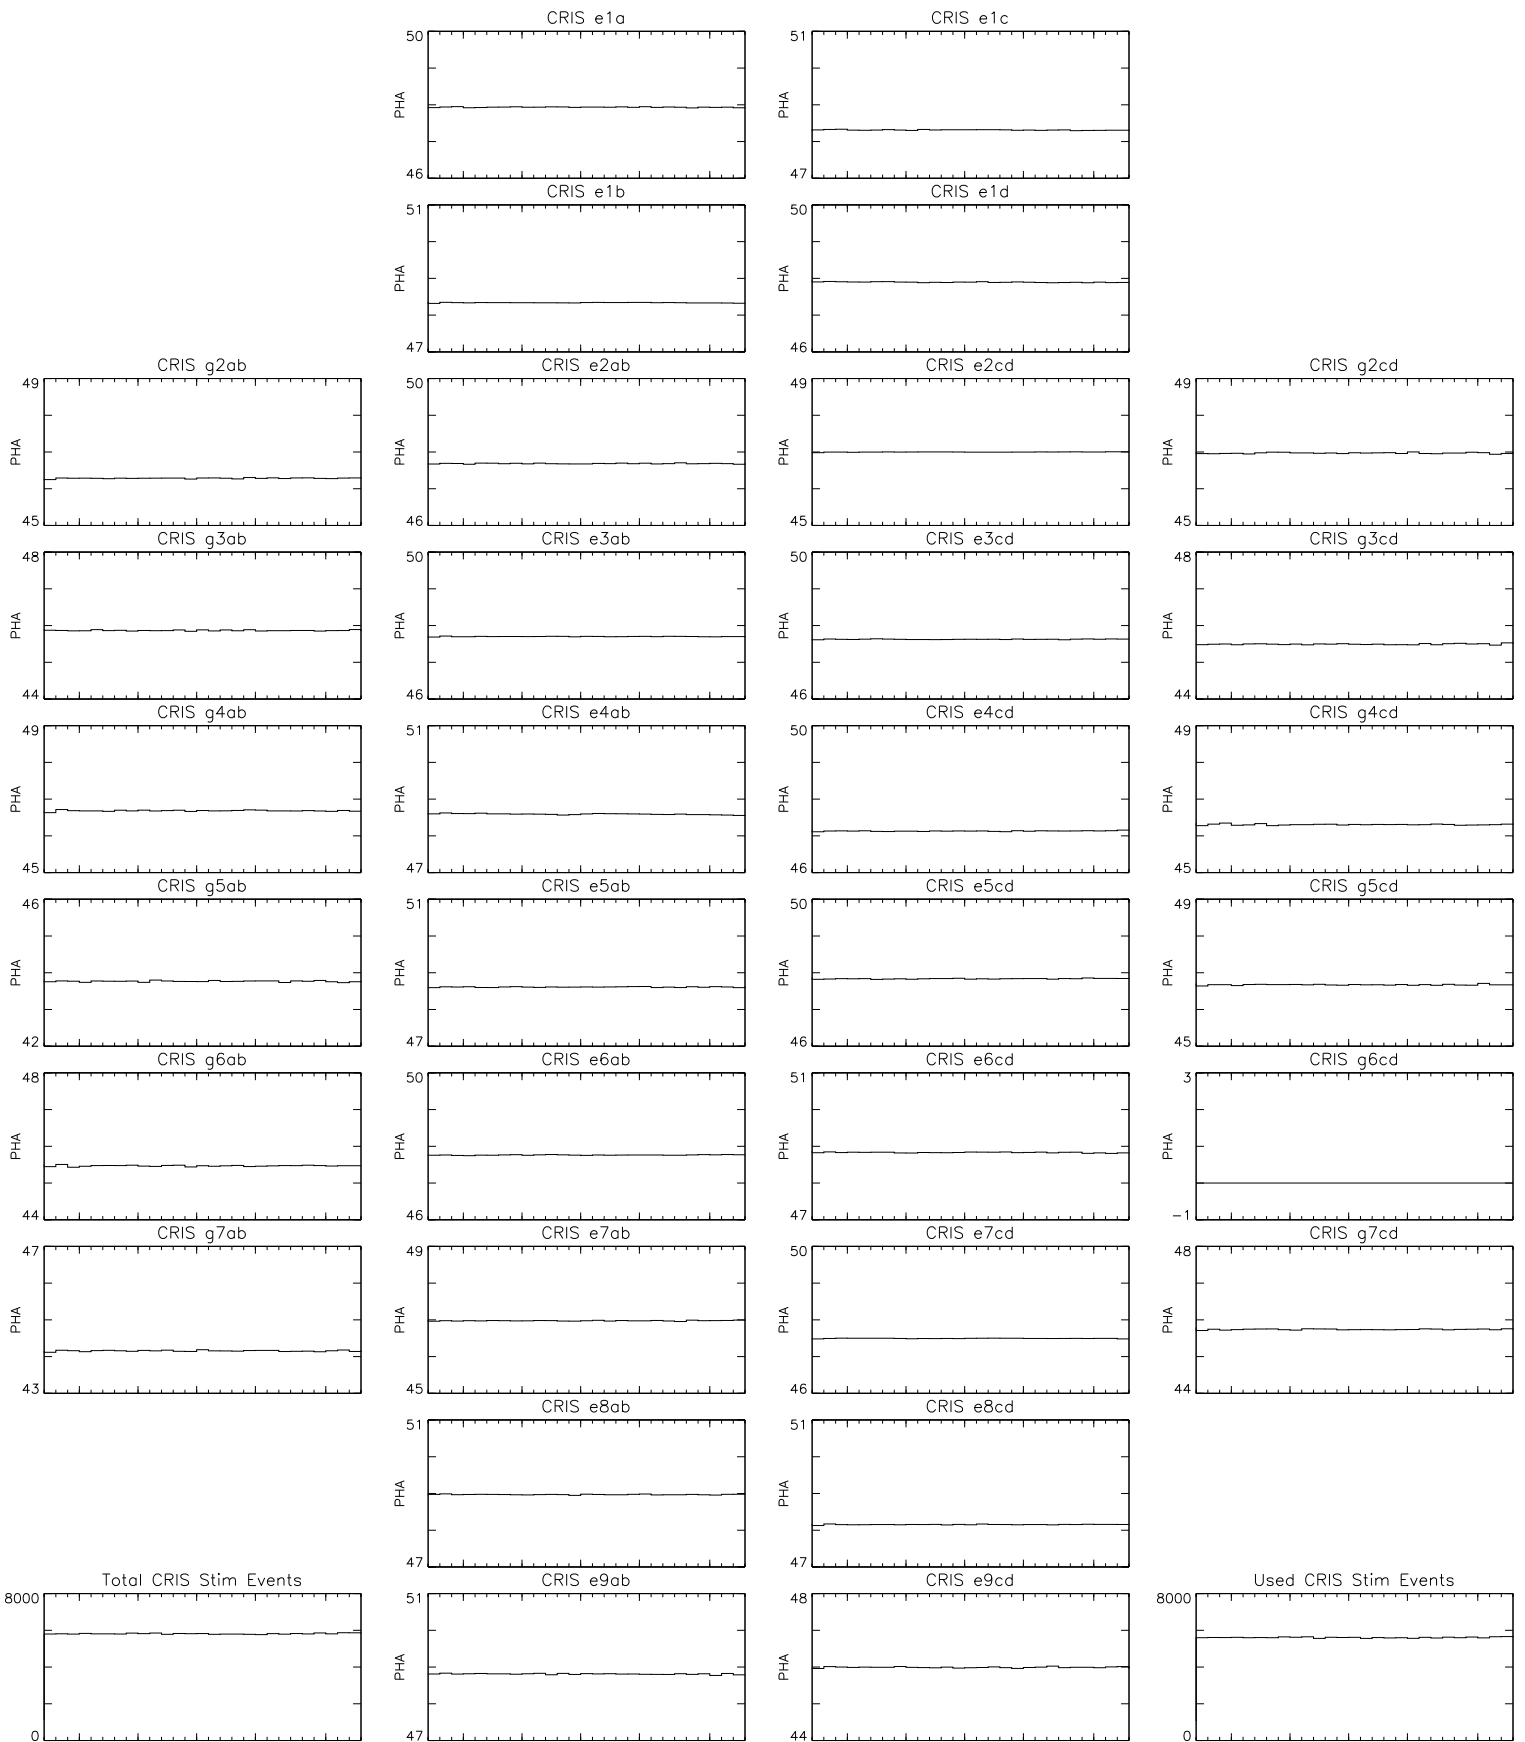 CRIS e1a
CRIS e1c
50
PHA
46
51
PHA
47
CRIS e1b
CRIS e1d
51
PHA
47
50
PHA
46
CRIS g2ab
CRIS e2ab
CRIS e2cd
CRIS g2cd
49
PHA
45
50
PHA
46
49
PHA
45
49
PHA
45
CRIS g3ab
CRIS e3ab
CRIS e3cd
CRIS g3cd
48
PHA
44
50
PHA
46
50
PHA
46
48
PHA
44
CRIS g4ab
CRIS e4ab
CRIS e4cd
CRIS g4cd
49
PHA
45
51
PHA
47
50
PHA
46
49
PHA
45
CRIS g5ab
CRIS e5ab
CRIS e5cd
CRIS g5cd
46
PHA
42
51
PHA
47
50
PHA
46
49
PHA
45
CRIS g6ab
CRIS e6ab
CRIS e6cd
CRIS g6cd
48
PHA
44
50
PHA
46
51
PHA
47
3
PHA
-1
CRIS g7ab
CRIS e7ab
CRIS e7cd
CRIS g7cd
47
PHA
43
49
PHA
45
50
PHA
46
48
PHA
44
CRIS e8ab
CRIS e8cd
51
PHA
47
51
PHA
47
Total CRIS Stim Events
CRIS e9ab
CRIS e9cd
Used CRIS Stim Events
8000
0
51
PHA
47
48
PHA
44
8000
0